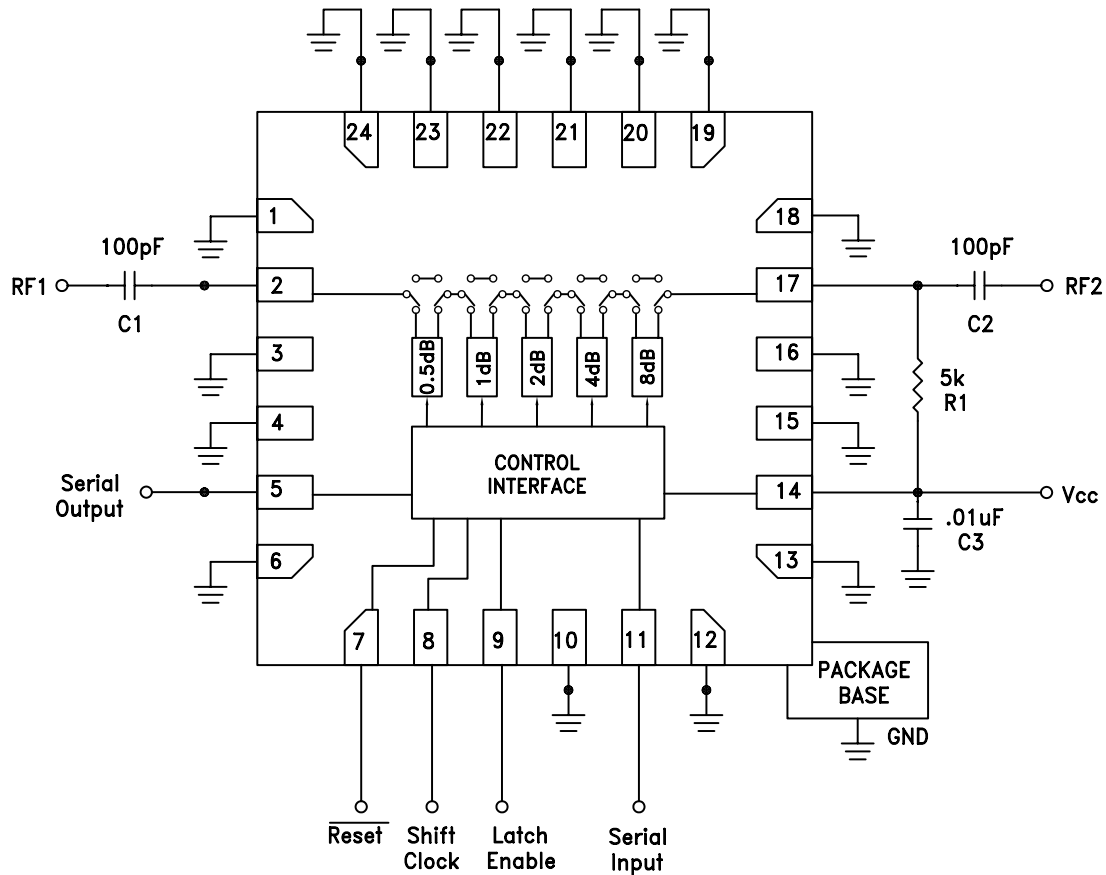 24 23 22 21 20 19
1
18
100pF
100pF
RF1
2
17
RF2
C1
C2
3
0.5dB
1dB
2dB
4dB
8dB
16
5k
R1
4
15
CONTROL
INTERFACE
Serial
Output
5
14
Vcc
.01uF
C3
6
13
7 8 9 10 11 12
PACKAGE
BASE
GND
Reset
Shift
Clock
Latch
Enable
Serial
Input